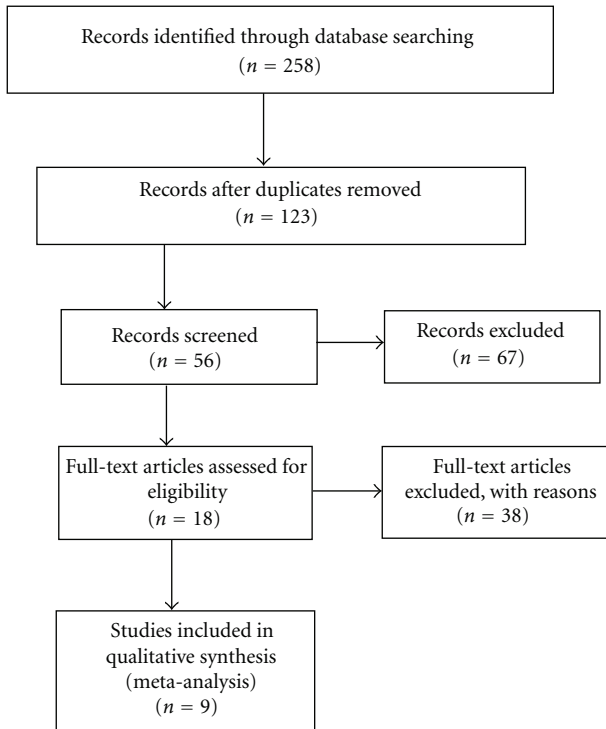 Records identified through database searching
(n = 258)
Records after duplicates removed
(n = 123)
Records screened
(n = 56)
Records excluded
(n = 67)
Full-text articles assessed for
eligibility
(n = 18)
Full-text articles
excluded, with reasons
(n = 38)
Studies included in
qualitative synthesis
(meta-analysis)
(n = 9)